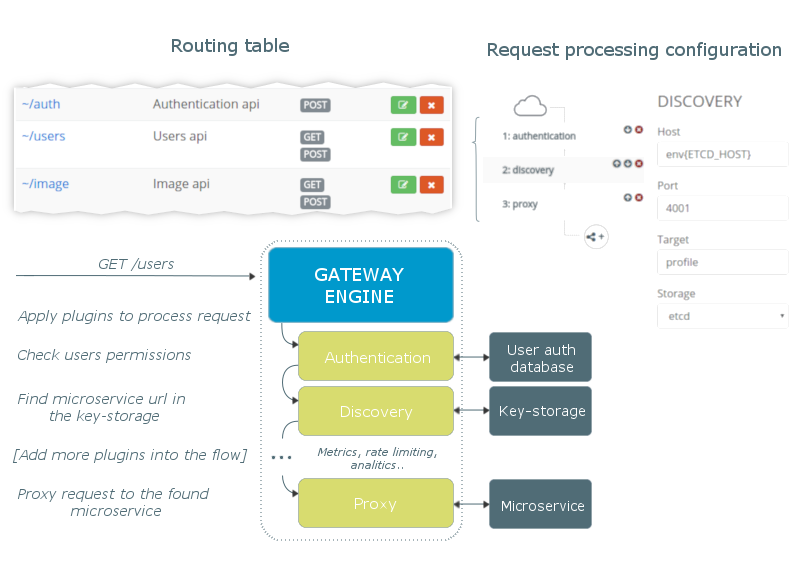 Routing table
~/auth Authentication api POST
~/users Users api GET
POST
~/image Image api GET
POST
Request processing configuration
1: authentication
2: discovery
3: proxy
DISCOVERY
Host
env{ETCD_HOST}
Port
4001
Target
profile
Storage
etcd
GET /users
GATEWAY
ENGINE
Apply plugins to process request
Check users permissions
Authentication
User auth
database
Find microservice url in
the key-storage
Discovery
Key-storage
[Add more plugins into the flow]
...
Metrics, rate limiting,
analitics..
Proxy request to the found
microservice
Proxy
Microservice